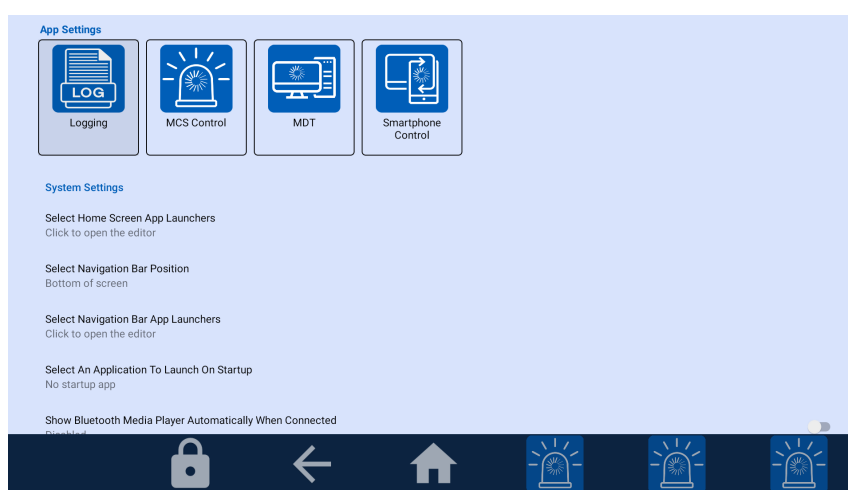 App Settings
LOG
Logging
MCS Control
MDT
Smartphone
Control
System Settings
Select Home Screen App Launchers
Click to open the editor
Select Navigation Bar Position
Bottom of screen
Select Navigation Bar App Launchers
Click to open the editor
Select An Application To Launch On Startup
No startup app
Show Bluetooth Media Player Automatically When Connected
Disabled